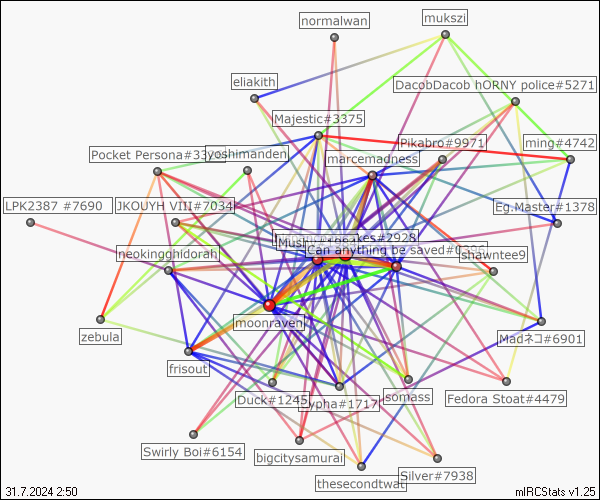 normalwan
mukszi
eliakith
DacobDacob hORNY police#5271
Majestic#3375
Pikabro#9971
ming#4742
Pocket Persona#33
yoshimanden
marcemadness
LPK2387 #7690
JKOUYH VIII#7034
Eg.Master#1378
kes#2928
Can anything be saved#0396
neokingghidorah
shawntee9
moonraven
zebula
Madネコ#6901
frisout
Duck#1245
ypha#1717
somass
Fedora Stoat#4479
Swirly Boi#6154
bigcitysamurai
thesecondtwat
Silver#7938
31.7.2024 2:50
mIRCStats v1.25